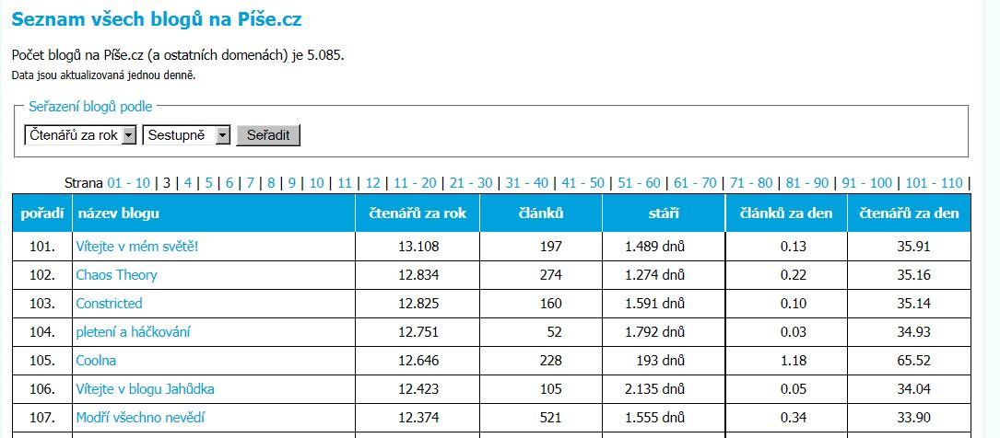 Seznam všech blogů na Píše.cz
Počet blogů na Píše.cz (a ostatních domenách) je 5.085.
Data jsou aktualizovaná jednou denně.
Seřazení blogů podle
Čtenářů za rok Sestupně Seřadit
Strana 01 - 10 | 3 | 4 | 5 | 6 | 7 | 8 | 9 | 10 | 11 | 12 | 11 - 20 | 21 - 30 | 31 - 40 | 41 - 50 | 51 - 60 | 61 - 70 | 71 - 80 | 81 - 90 | 91 - 100 | 101 - 110 |
pořadí název blogu čtenářů za rok článků stáří článků za den čtenářů za den
101. Vítejte v mém světě! 13.108 197 1.489 dnů 0.13 35.91
102. Chaos Theory 12.834 274 1.274 dnů 0.22 35.16
103. Constricted 12.825 160 1.591 dnů 0.10 35.14
104. pletení a háčkování 12.751 52 1.792 dnů 0.03 34.93
105. Coolna 12.646 228 193 dnů 1.18 65.52
106. Vítejte v blogu Jahůdka 12.423 105 2.135 dnů 0.05 34.04
107. Modří všechno nevědí 12.374 521 1.555 dnů 0.34 33.90